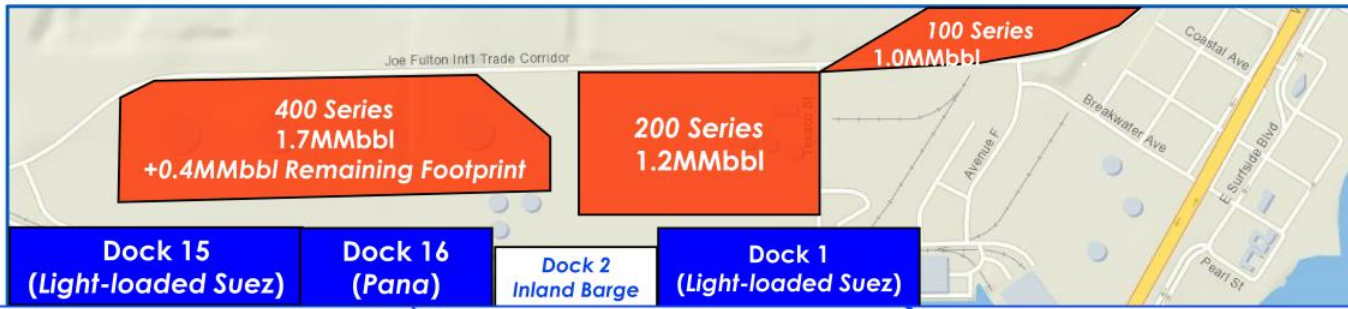 100 Series
1.0MMbbl
Joe Fulton Int'l Trade Corridor
Coastal Ave
400 Series
1.7MMbbl
+0.4MMbbl Remaining Footprint
200 Series
1.2MMbbl
Texaco St
Avenue F
Breakwater Ave
E Surfside Blvd
Pearl St
Dock 15
(Light-loaded Suez)
Dock 16
(Pana)
Dock 2
Inland Barge
Dock 1
(Light-loaded Suez)